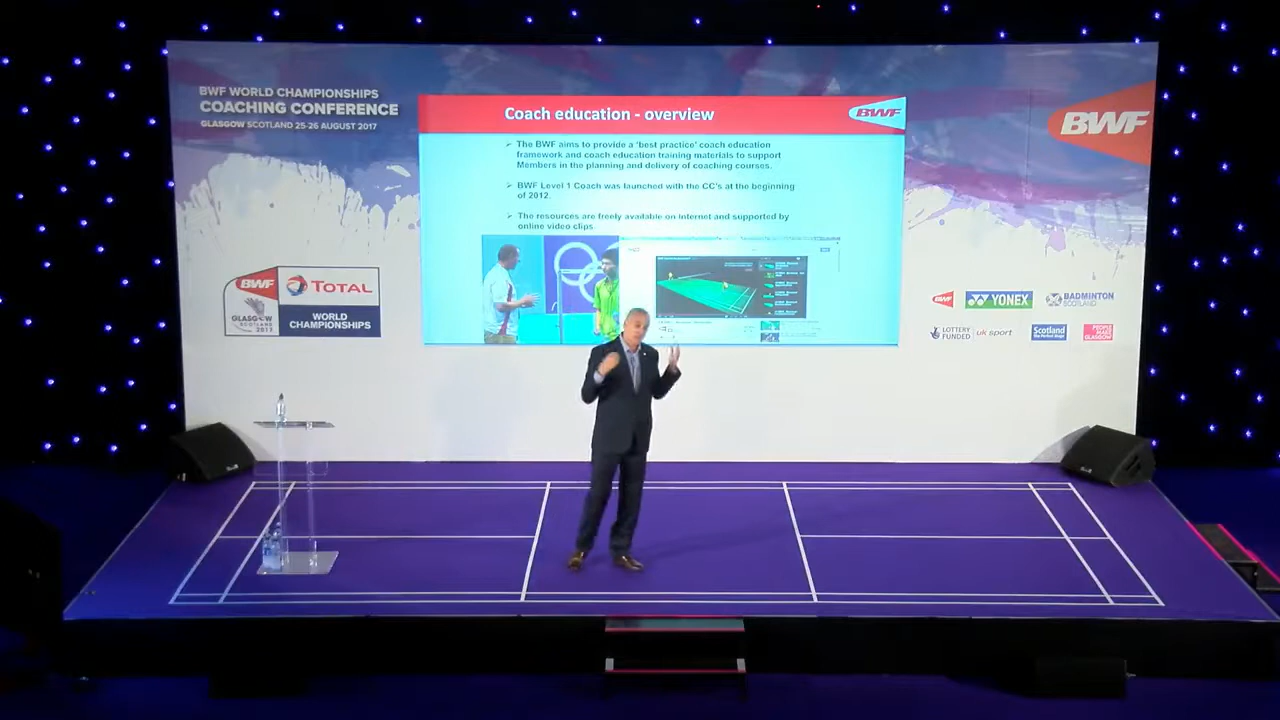 BWF WORLD CHAMPIONSHIPS
COACHING CONFERENCE
GLASGOW SCOTLAND 25-26 AUGUST 2017
Coach education - overview
BWF
BWF
➢ The BWF aims to provide a 'best practice' coach education
framework and coach education training materials to support
Members in the planning and delivery of coaching courses.
➢ BWF Level 1 Coach was launched with the CC's at the beginning
of 2012.
➢ The resources are freely available on Internet and supported by
online video clips.
BWF
GLASGOW
SCOTLAND
2017
TOTAL
WORLD
CHAMPIONSHIPS
BWF
YONEX
BADMINTON
SCOTLAND
LOTTERY
FUNDED
uk sport
Scotland
PEOPLE
MAKE
GLASGOW